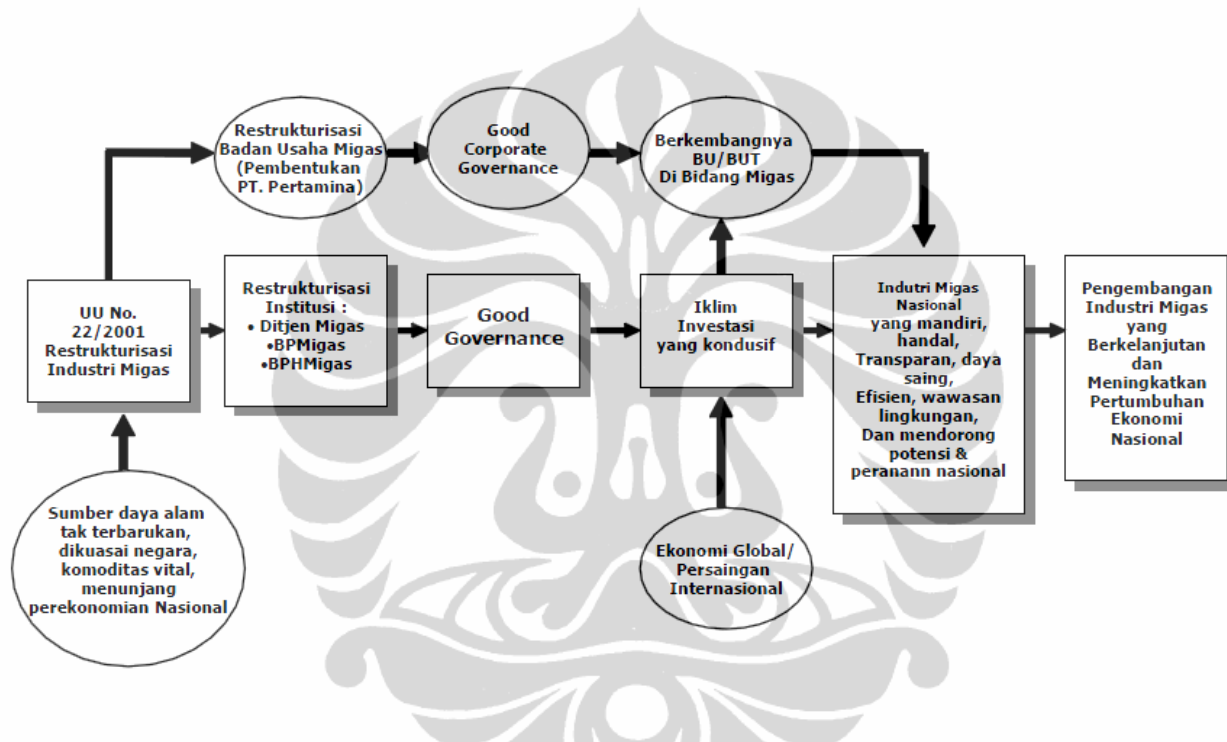 Restrukturisasi
Badan Usaha Migas
(Pembentukan
PT. Pertamina)
Good
Corporate
Governance
Berkembangnya
BU/BUT
Di Bidang Migas
UU No.
22/2001
Restrukturisasi
Industri Migas
Restrukturisasi
Institusi :
• Ditjen Migas
•BPMigas
•BPHMigas
Good
Governance
Iklim
Investasi
yang kondusif
Indutri Migas
Nasional
yang mandiri,
handal,
Transparan, daya
saing,
Efisien, wawasan
lingkungan,
Dan mendorong
potensi &
peranann nasional
Pengembangan
Industri Migas
yang
Berkelanjutan
dan
Meningkatkan
Pertumbuhan
Ekonomi
Nasional
Sumber daya alam
tak terbarukan,
dikuasai negara,
komoditas vital,
menunjang
perekonomian Nasional
Ekonomi Global/
Persaingan
Internasional